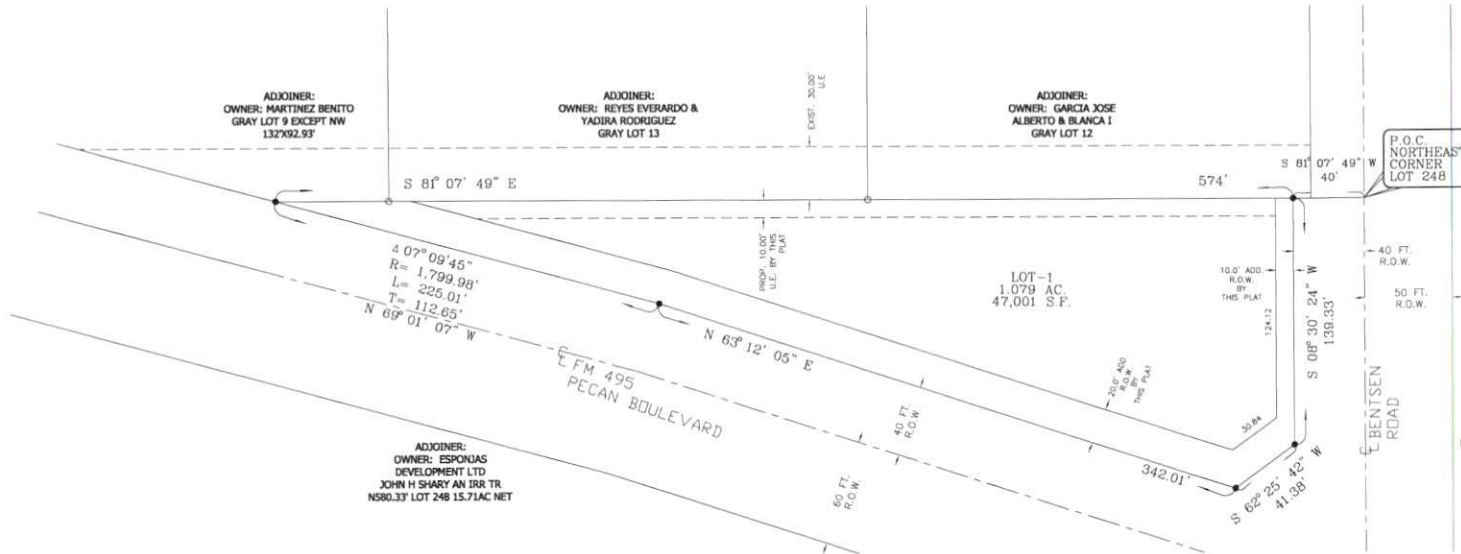 ADJOINER:
OWNER: MARTINEZ BENITO
GRAY LOT 9 EXCEPT NW
132'X92.93'
ADJOINER:
OWNER: REYES EVERARDO &
YADIRA RODRIGUEZ
GRAY LOT 13
EXIST. 30.00'
U.E
ADJOINER:
OWNER: GARCIA JOSE
ALBERTO & BLANCA I
GRAY LOT 12
P.O.C.
NORTHEAST
CORNER
LOT 248
S 81° 07' 49" W
40'
S 81° 07' 49" E
574'
PROP. 10.00'
U.E. BY THIS
PLAT
Δ 07° 09'45"
R= 1,799.98'
L= 225.01'
T= 112.65'
N 69° 01' 07" W
LOT-1
1.079 AC.
47,001 S.F.
10.0' ADD.
R.O.W.
BY
THIS PLAT
124.12
S 08° 30' 24" W
139.33'
40 FT.
R.O.W.
50 FT.
R.O.W.
N 63° 12' 05" E
℄ FM 495
PECAN BOULEVARD
20.0' ADD
R.O.W
BY
THIS PLAT
℄ BENTSEN
ROAD
30.84
40 FT.
R.O.W.
342.01'
S 62° 25' 42" W
41.38'
60 FT.
R.O.W.
ADJOINER:
OWNER: ESPONJAS
DEVELOPMENT LTD
JOHN H SHARY AN IRR TR
N580.33' LOT 248 15.71AC NET